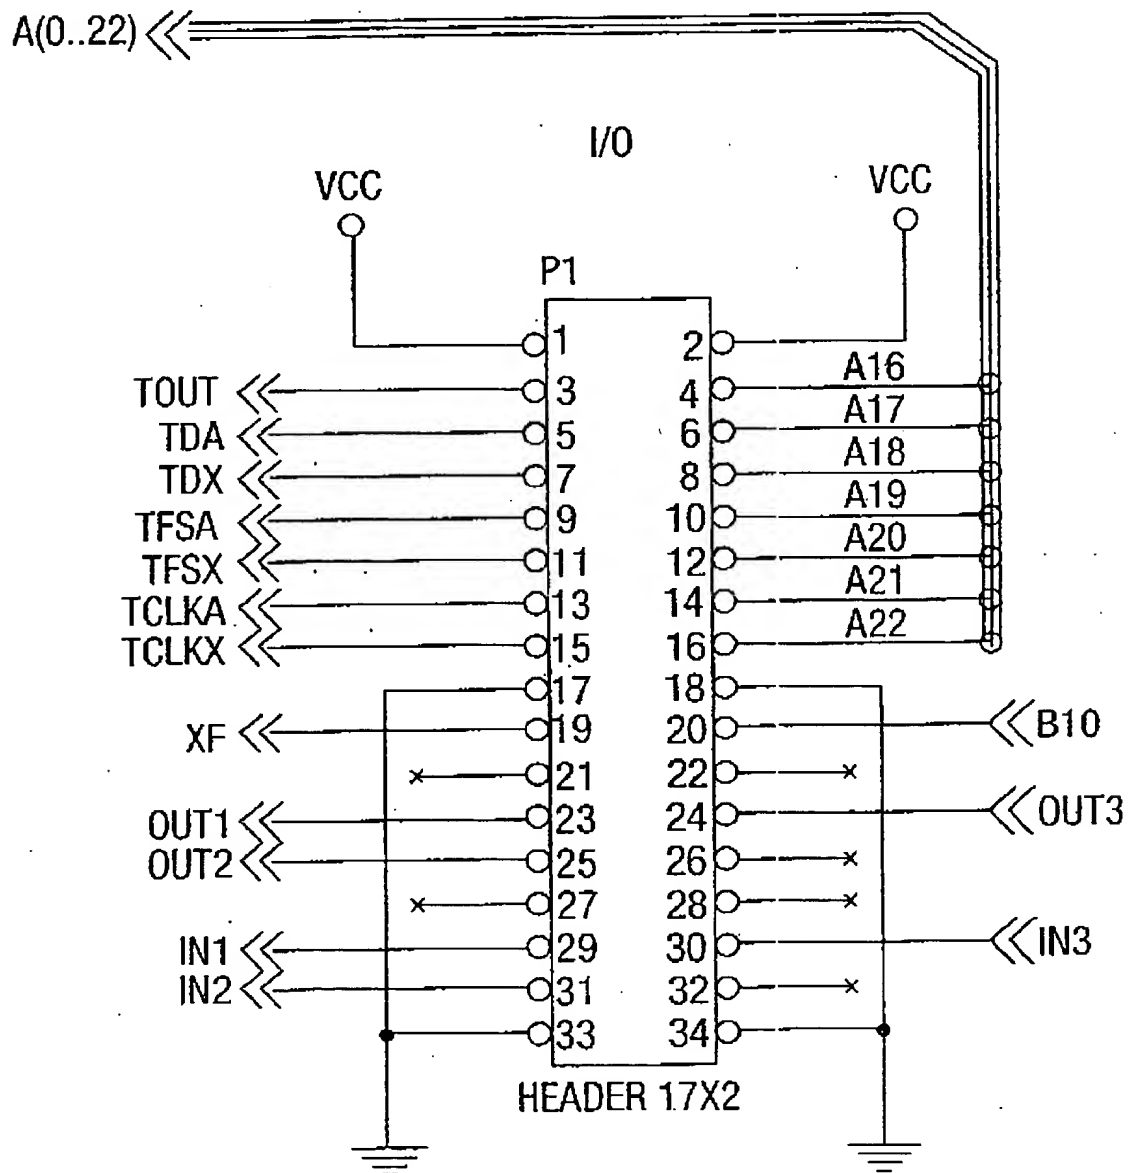 A(0..22)
I/O
VCC
VCC
P1
1 2
TOUT 3 4 A16
TDA 5 6 A17
TDX 7 8 A18
TFSA 9 10 A19
TFSX 11 12 A20
TCLKA 13 14 A21
TCLKX 15 16 A22
17 18
XF 19 20 B10
21 22
OUT1 23 24 OUT3
OUT2 25 26
27 28
IN1 29 30 IN3
IN2 31 32
33 34
HEADER 17X2